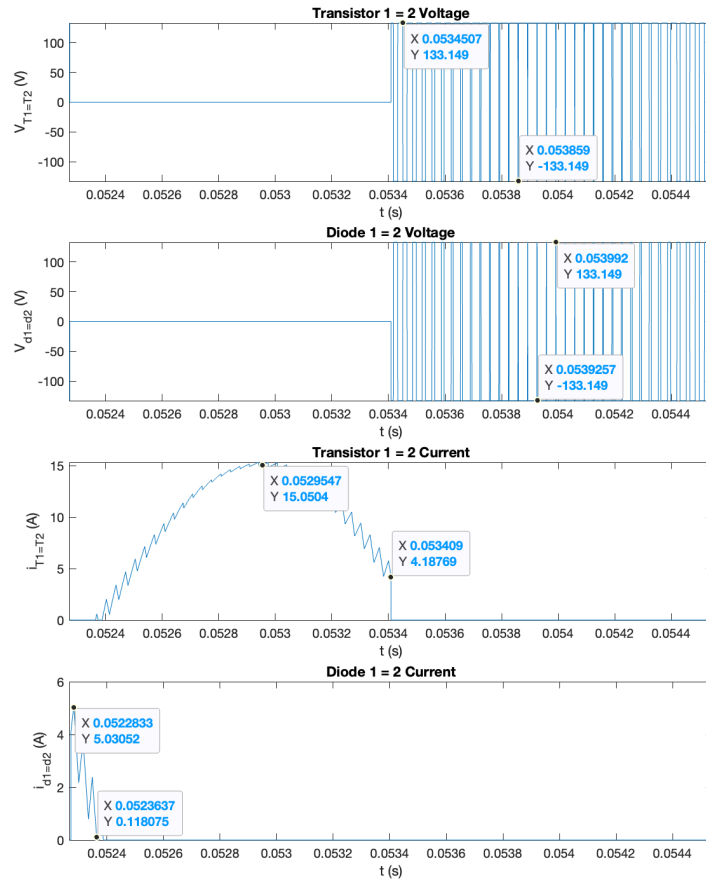 Transistor 1 = 2 Voltage
V_T1=T2 (V)
100
50
0
-50
-100
X 0.0534507
Y 133.149
X 0.053859
Y -133.149
0.0524 0.0526 0.0528 0.053 0.0532 0.0534 0.0536 0.0538 0.054 0.0542 0.0544
t (s)
Diode 1 = 2 Voltage
V_d1=d2 (V)
100
50
0
-50
-100
X 0.053992
Y 133.149
X 0.0539257
Y -133.149
0.0524 0.0526 0.0528 0.053 0.0532 0.0534 0.0536 0.0538 0.054 0.0542 0.0544
t (s)
Transistor 1 = 2 Current
i_T1=T2 (A)
15
10
5
0
X 0.0529547
Y 15.0504
X 0.053409
Y 4.18769
0.0524 0.0526 0.0528 0.053 0.0532 0.0534 0.0536 0.0538 0.054 0.0542 0.0544
t (s)
Diode 1 = 2 Current
i_d1=d2 (A)
6
4
2
0
X 0.0522833
Y 5.03052
X 0.0523637
Y 0.118075
0.0524 0.0526 0.0528 0.053 0.0532 0.0534 0.0536 0.0538 0.054 0.0542 0.0544
t (s)